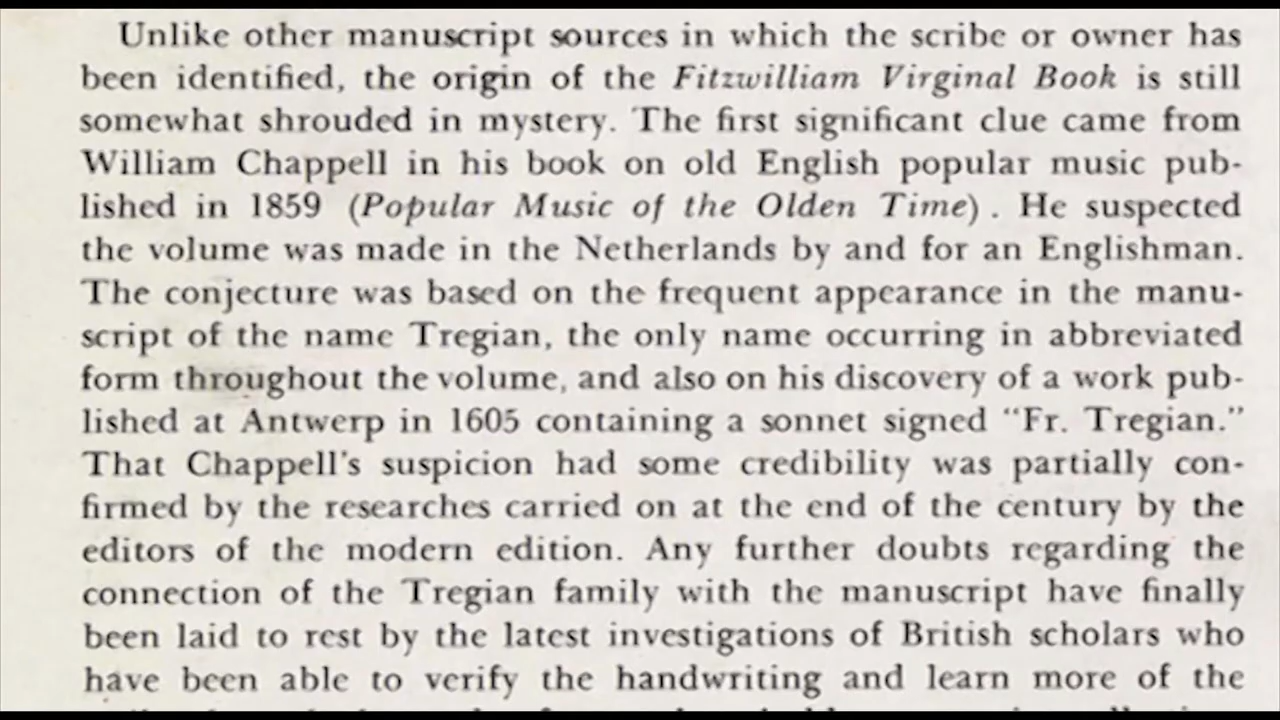 Unlike other manuscript sources in which the scribe or owner has
been identified, the origin of the Fitzwilliam Virginal Book is still
somewhat shrouded in mystery. The first significant clue came from
William Chappell in his book on old English popular music pub-
lished in 1859 (Popular Music of the Olden Time). He suspected
the volume was made in the Netherlands by and for an Englishman.
The conjecture was based on the frequent appearance in the manu-
script of the name Tregian, the only name occurring in abbreviated
form throughout the volume, and also on his discovery of a work pub-
lished at Antwerp in 1605 containing a sonnet signed “Fr. Tregian.”
That Chappell's suspicion had some credibility was partially con-
firmed by the researches carried on at the end of the century by the
editors of the modern edition. Any further doubts regarding the
connection of the Tregian family with the manuscript have finally
been laid to rest by the latest investigations of British scholars who
have been able to verify the handwriting and learn more of the